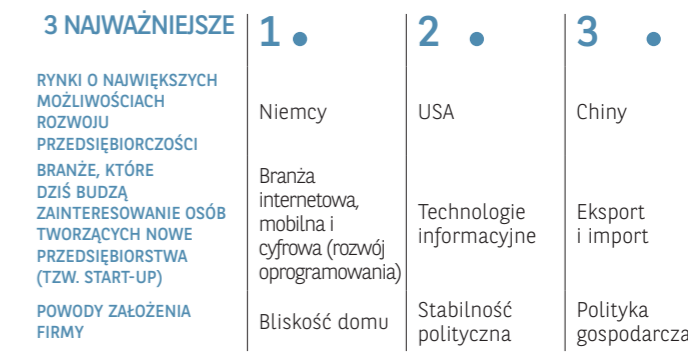 3 NAJWAŻNIEJSZE
1 •
2 •
3 •
RYNKI O NAJWIĘKSZYCH
MOŻLIWOŚCIACH
ROZWOJU
PRZEDSIĘBIORCZOŚCI
Niemcy
USA
Chiny
BRANŻE, KTÓRE
DZIŚ BUDZĄ
ZAINTERESOWANIE OSÓB
TWORZĄCYCH NOWE
PRZEDSIĘBIORSTWA
(TZW. START-UP)
Branża
internetowa,
mobilna i
cyfrowa (rozwój
oprogramowania)
Technologie
informacyjne
Eksport
i import
POWODY ZAŁOŻENIA
FIRMY
Bliskość domu
Stabilność
polityczna
Polityka
gospodarcza